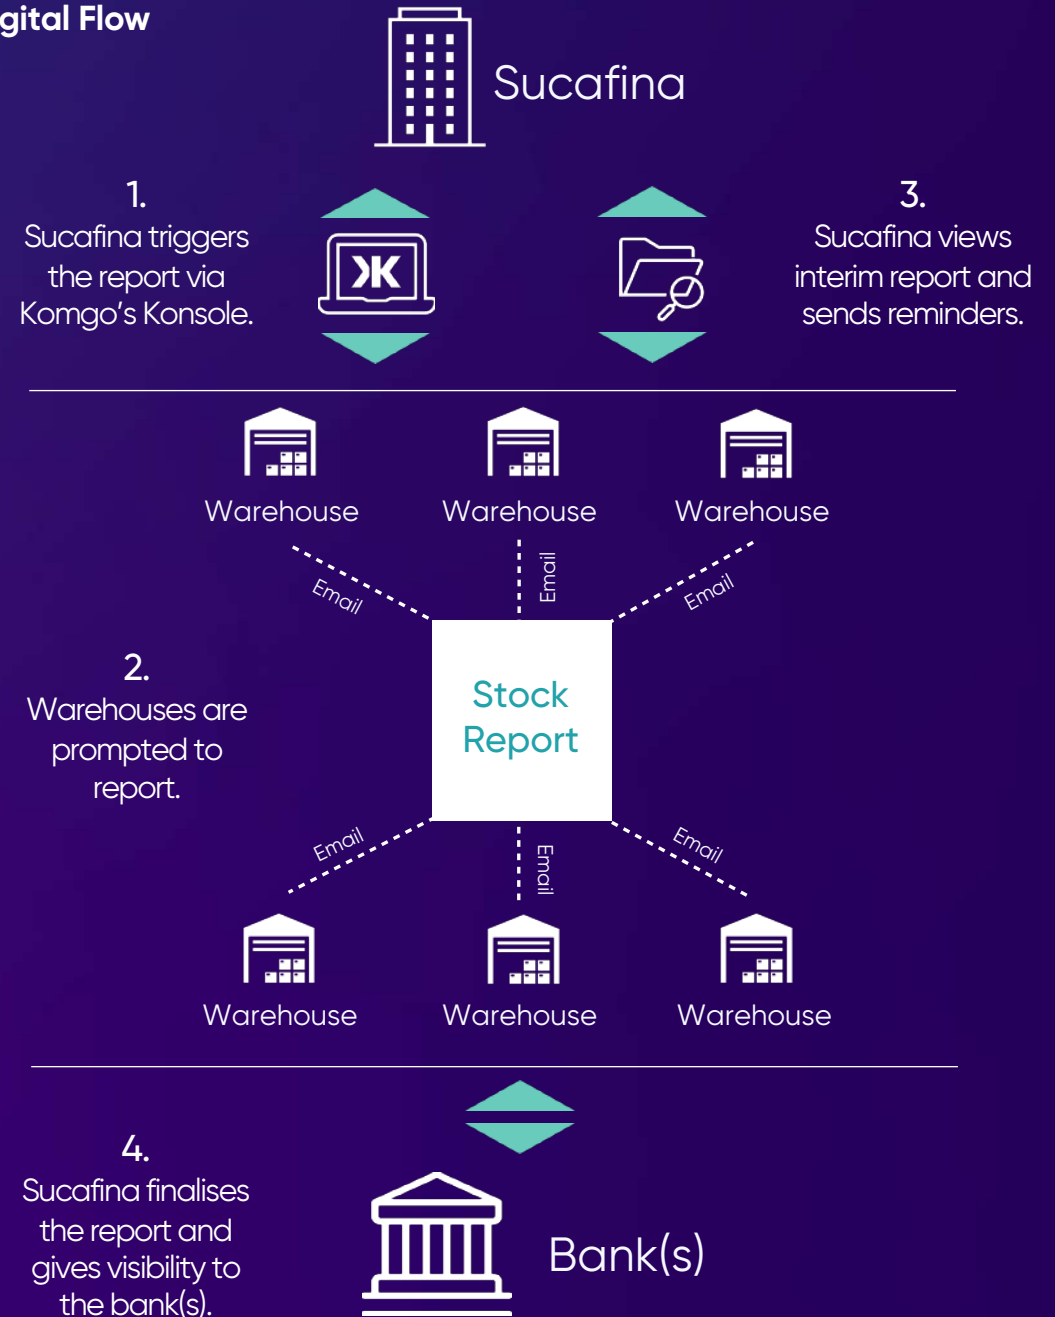 gital Flow
Sucafina
1.
Sucafina triggers
the report via
Komgo's Konsole.
3.
Sucafina views
interim report and
sends reminders.
Warehouse
Warehouse
Warehouse
Email
Email
Email
2.
Warehouses are
prompted to
report.
Stock
Report
Email
Email
Email
Warehouse
Warehouse
Warehouse
4.
Sucafina finalises
the report and
gives visibility to
the bank(s).
Bank(s)